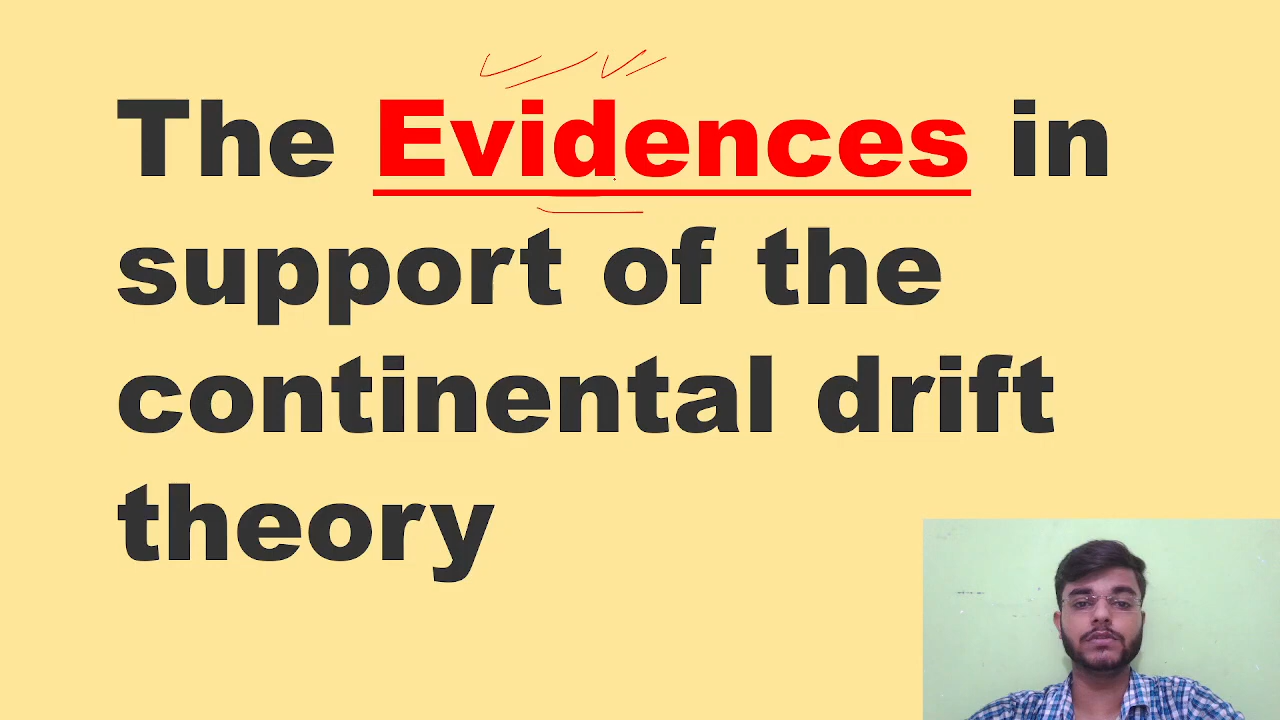 The Evidences in
support of the
continental drift
theory